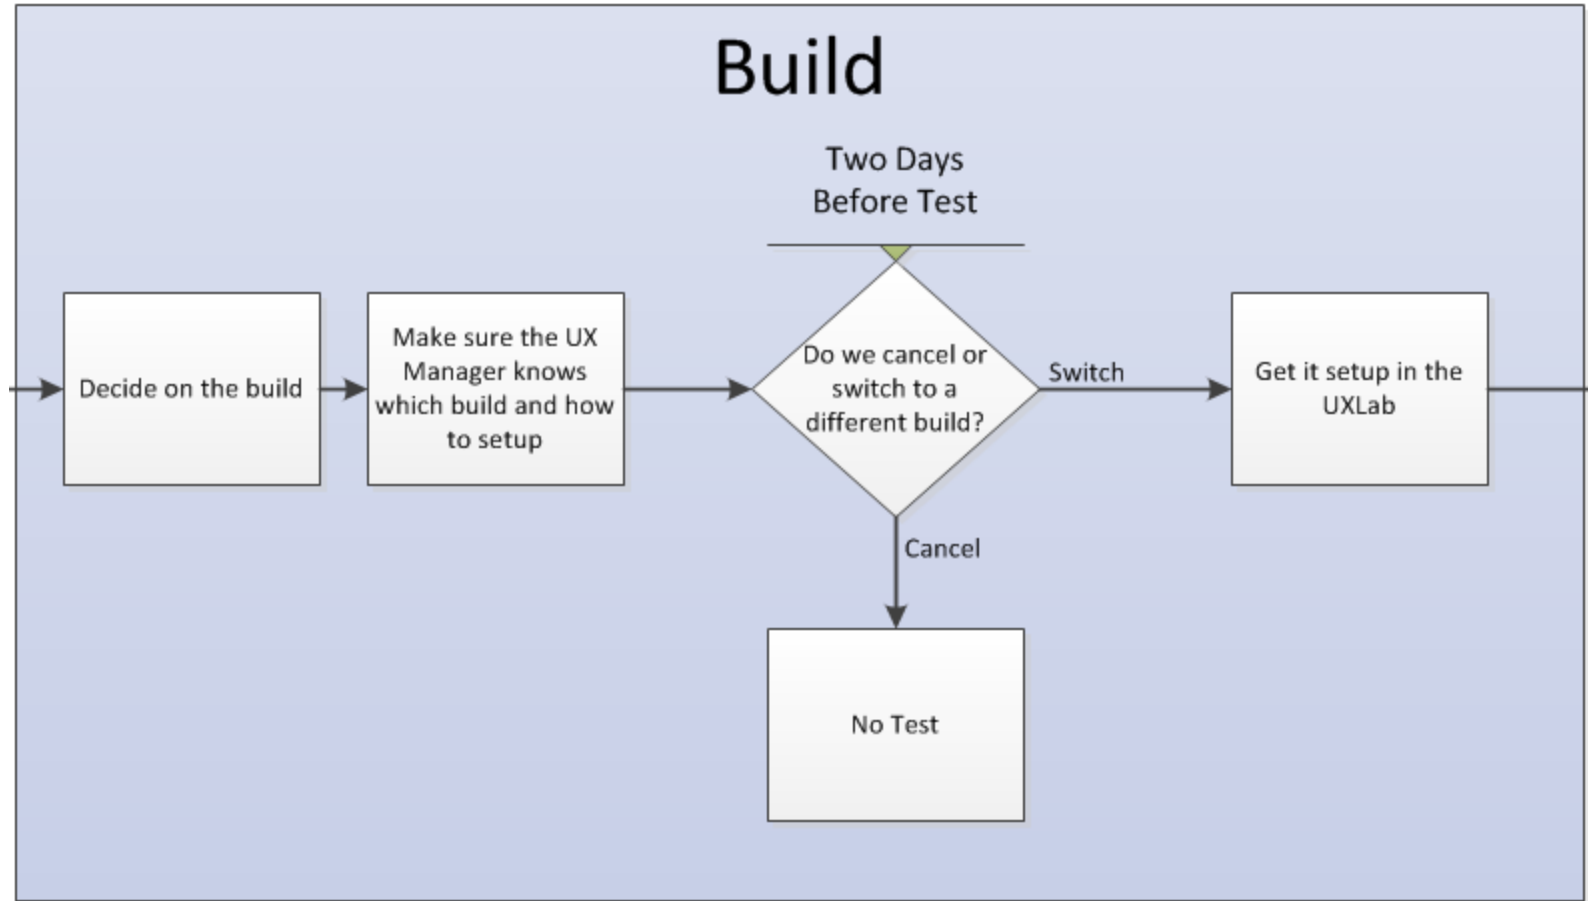 Build
Two Days
Before Test
Decide on the build
Make sure the UX
Manager knows
which build and how
to setup
Do we cancel or
switch to a
different build?
Switch
Get it setup in the
UXLab
Cancel
No Test